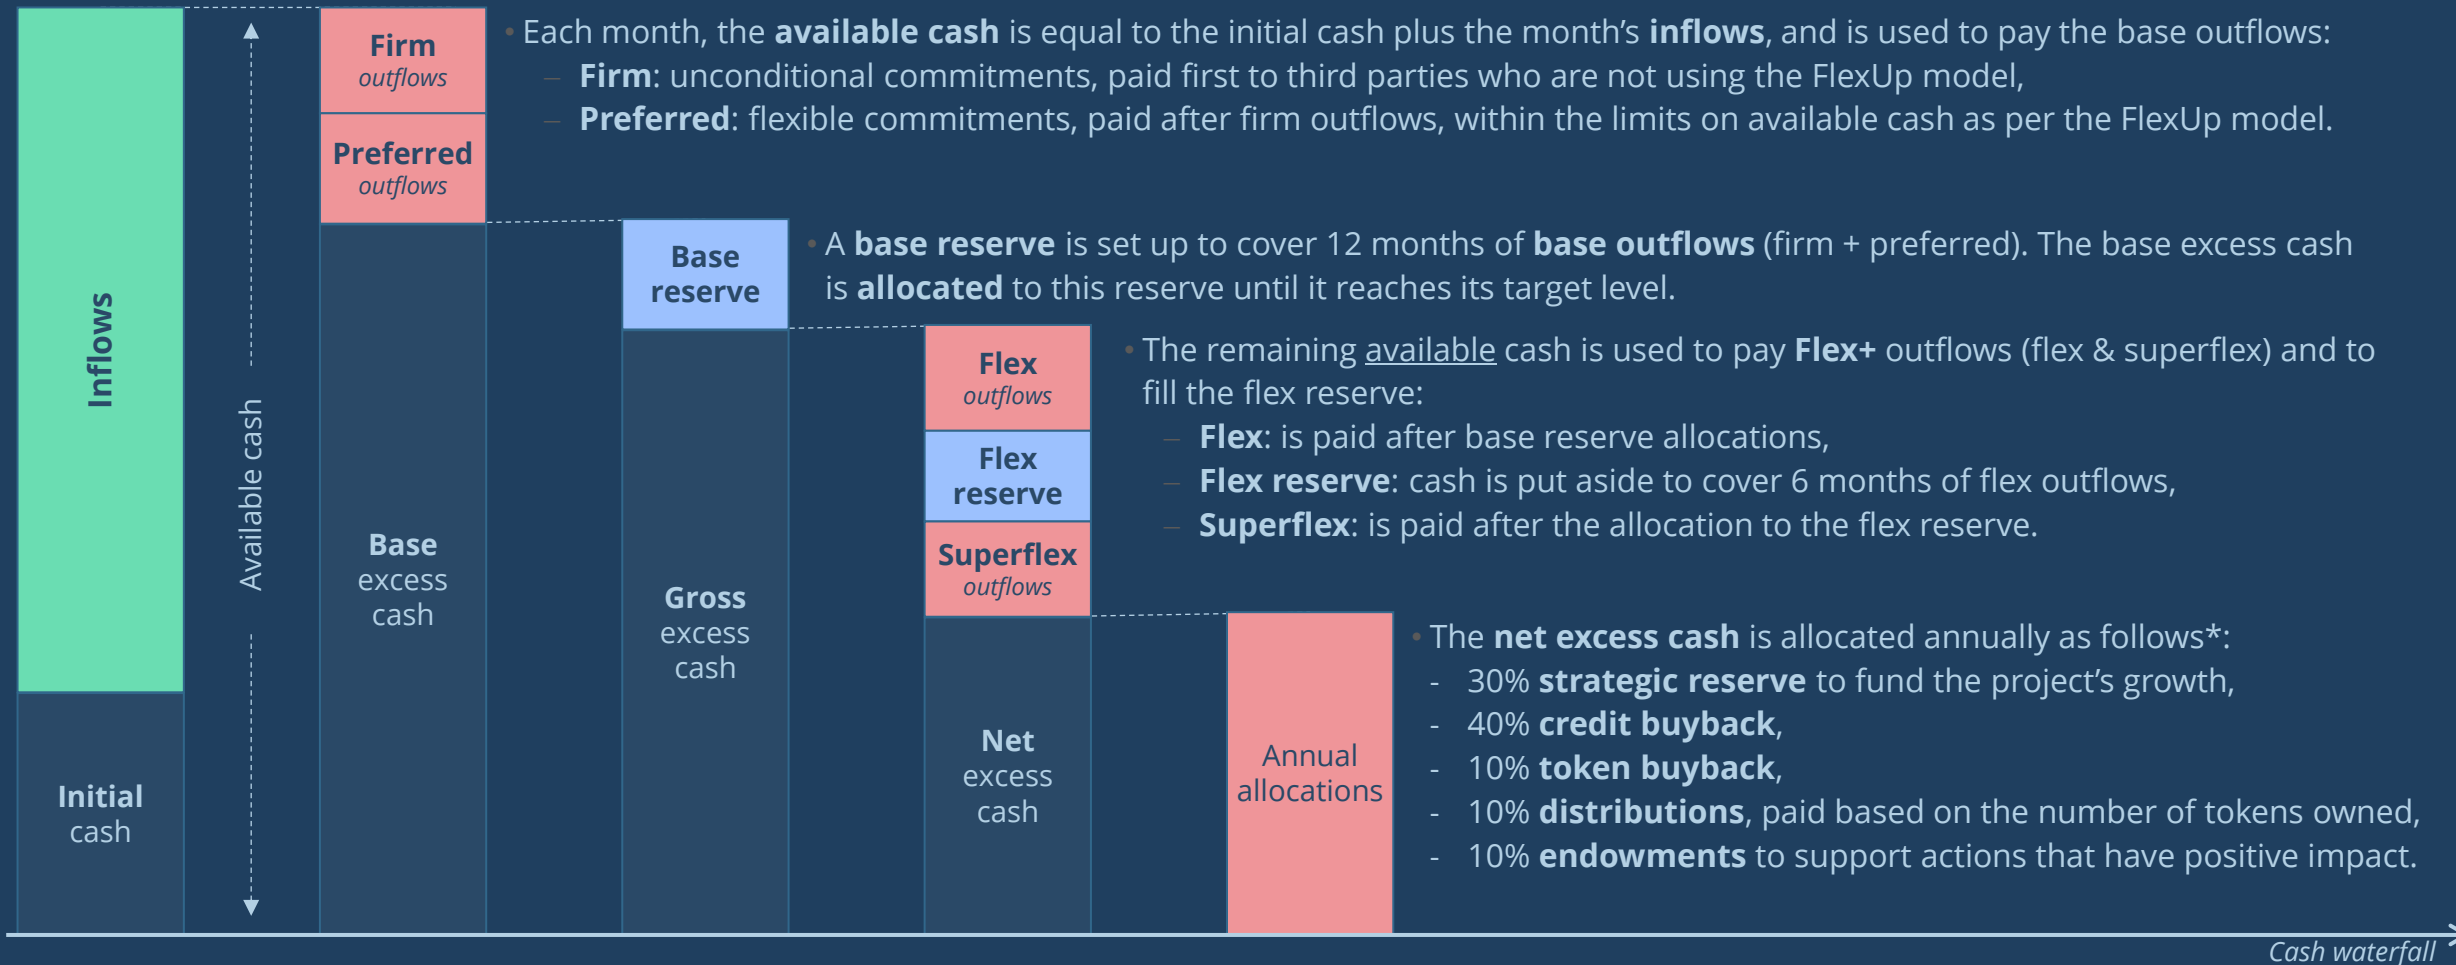 Inflows
Initial
cash
Available cash
Firm
outflows
Preferred
outflows
Base
excess
cash
• Each month, the available cash is equal to the initial cash plus the month’s inflows, and is used to pay the base outflows:
– Firm: unconditional commitments, paid first to third parties who are not using the FlexUp model,
– Preferred: flexible commitments, paid after firm outflows, within the limits on available cash as per the FlexUp model.
Base
reserve
Gross
excess
cash
• A base reserve is set up to cover 12 months of base outflows (firm + preferred). The base excess cash
is allocated to this reserve until it reaches its target level.
Flex
outflows
Flex
reserve
Superflex
outflows
Net
excess
cash
• The remaining available cash is used to pay Flex+ outflows (flex & superflex) and to
fill the flex reserve:
– Flex: is paid after base reserve allocations,
– Flex reserve: cash is put aside to cover 6 months of flex outflows,
– Superflex: is paid after the allocation to the flex reserve.
Annual
allocations
• The net excess cash is allocated annually as follows*:
- 30% strategic reserve to fund the project’s growth,
- 40% credit buyback,
- 10% token buyback,
- 10% distributions, paid based on the number of tokens owned,
- 10% endowments to support actions that have positive impact.
Cash waterfall